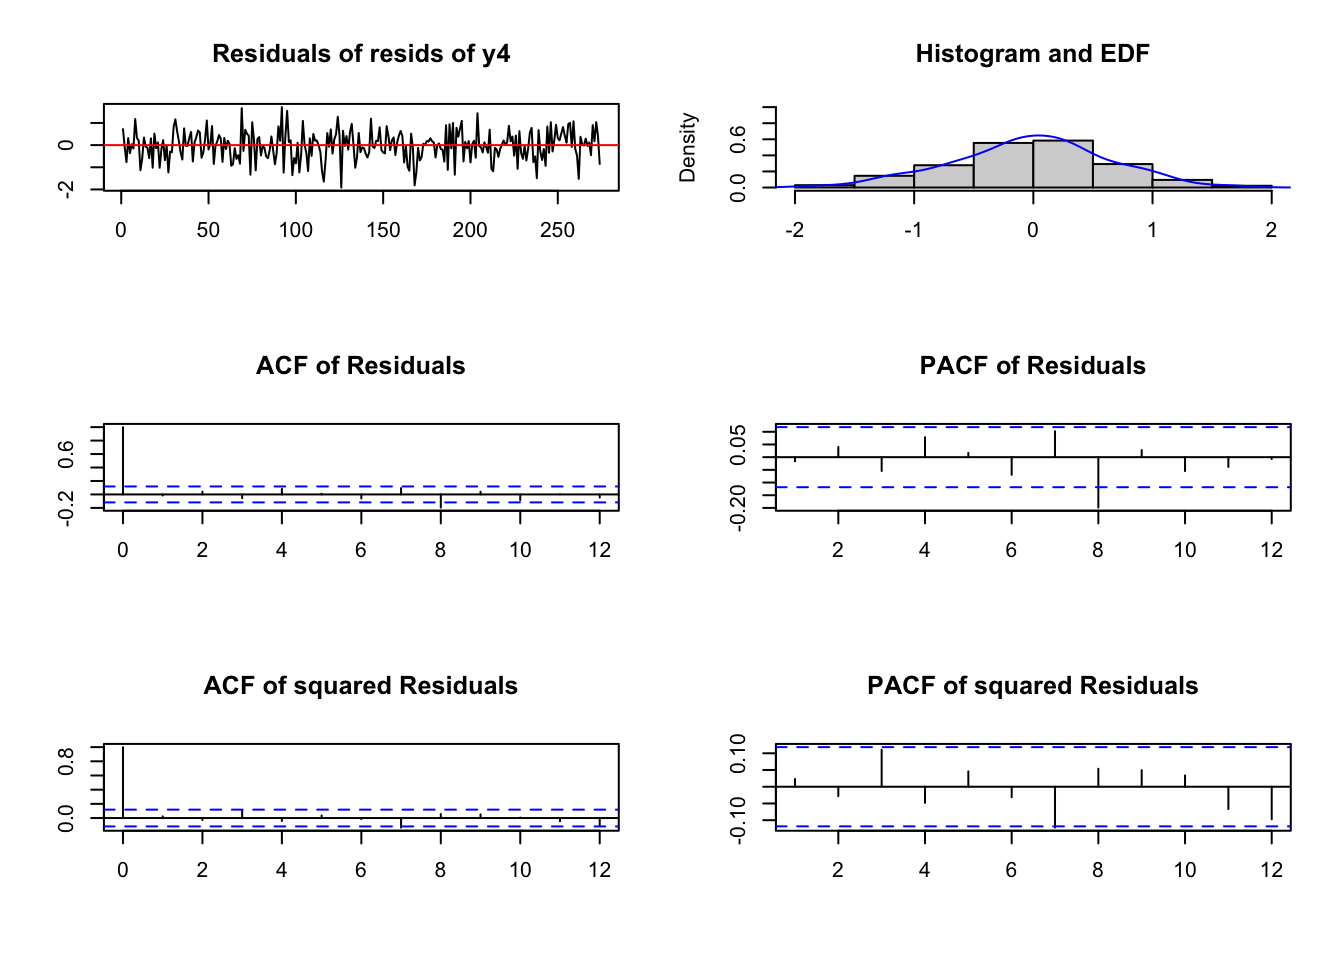 Residuals of resids of y4
0
-2
0 50 100 150 200 250
Histogram and EDF
Density
0.6
0.0
-2 -1 0 1 2
ACF of Residuals
0.6
-0.2
0 2 4 6 8 10 12
PACF of Residuals
0.05
-0.20
2 4 6 8 10 12
ACF of squared Residuals
0.8
0.0
0 2 4 6 8 10 12
PACF of squared Residuals
0.10
-0.10
2 4 6 8 10 12